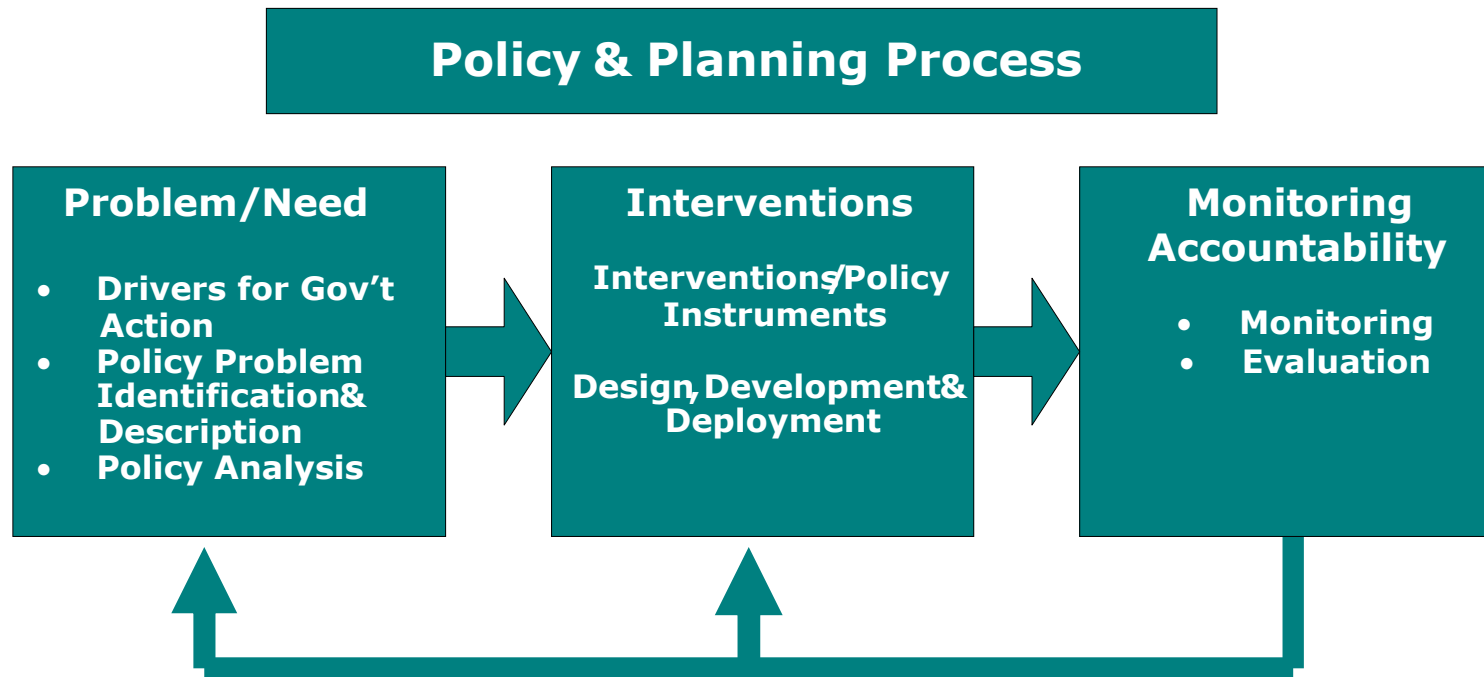 Policy & Planning Process
Problem/Need
• Drivers for Gov't
Action
• Policy Problem
Identification&
Description
• Policy Analysis
Interventions
Interventions/Policy
Instruments
Design, Development&
Deployment
Monitoring
Accountability
• Monitoring
• Evaluation